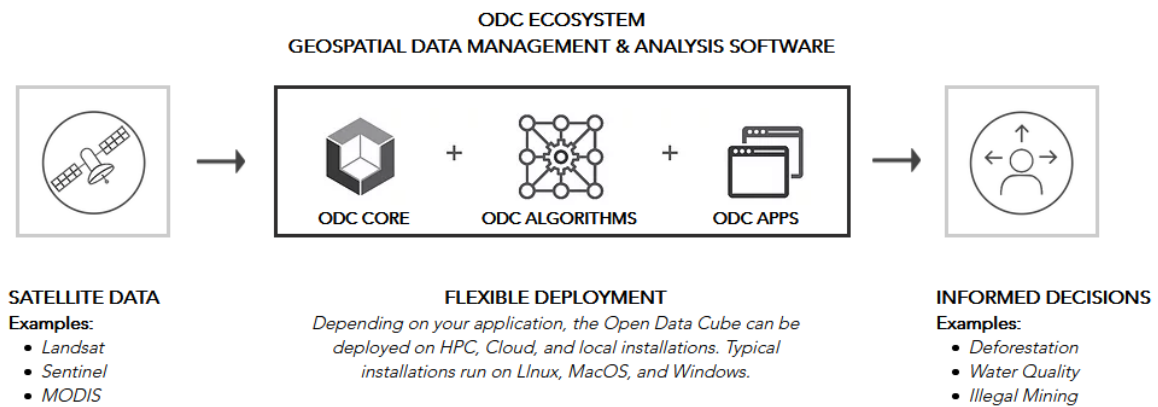 ODC ECOSYSTEM
GEOSPATIAL DATA MANAGEMENT & ANALYSIS SOFTWARE
ODC CORE
+
ODC ALGORITHMS
+
ODC APPS
SATELLITE DATA
Examples:
• Landsat
• Sentinel
• MODIS
FLEXIBLE DEPLOYMENT
Depending on your application, the Open Data Cube can be
deployed on HPC, Cloud, and local installations. Typical
installations run on LInux, MacOS, and Windows.
INFORMED DECISIONS
Examples:
• Deforestation
• Water Quality
• Illegal Mining